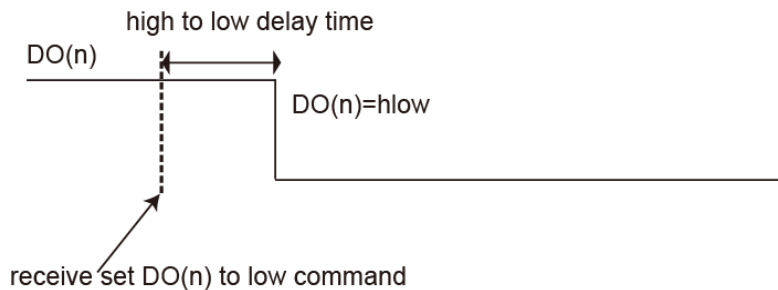 high to low delay time
DO(n)
DO(n)=hlow
receive set DO(n) to low command